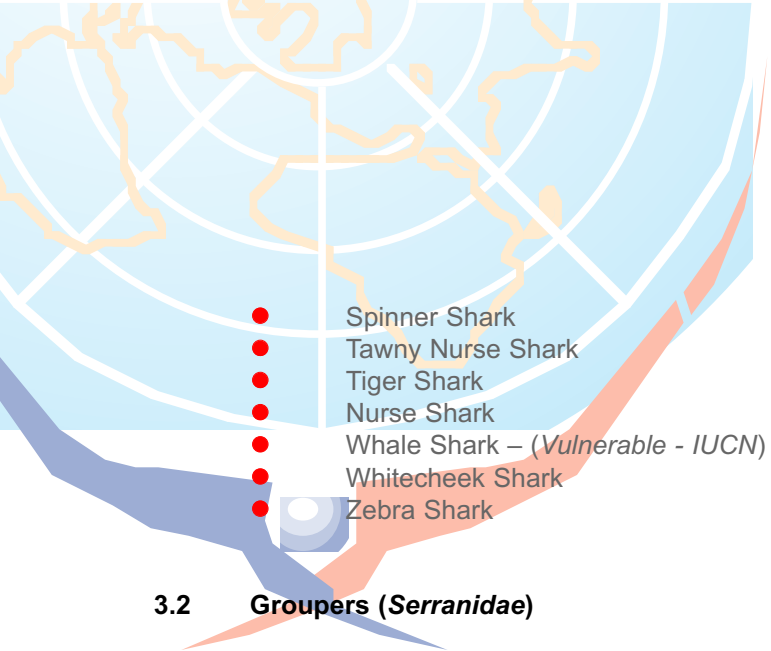 ● Spinner Shark
● Tawny Nurse Shark
● Tiger Shark
● Nurse Shark
● Whale Shark – (Vulnerable - IUCN)
● Whitecheek Shark
● Zebra Shark
3.2 Groupers (Serranidae)